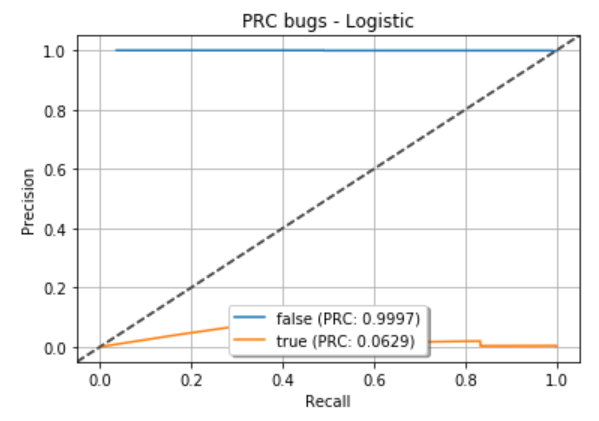 PRC bugs - Logistic
1.0
0.8
0.6
0.4
0.2
0.0
Precision
false (PRC: 0.9997)
true (PRC: 0.0629)
0.0 0.2 0.4 0.6 0.8 1.0
Recall